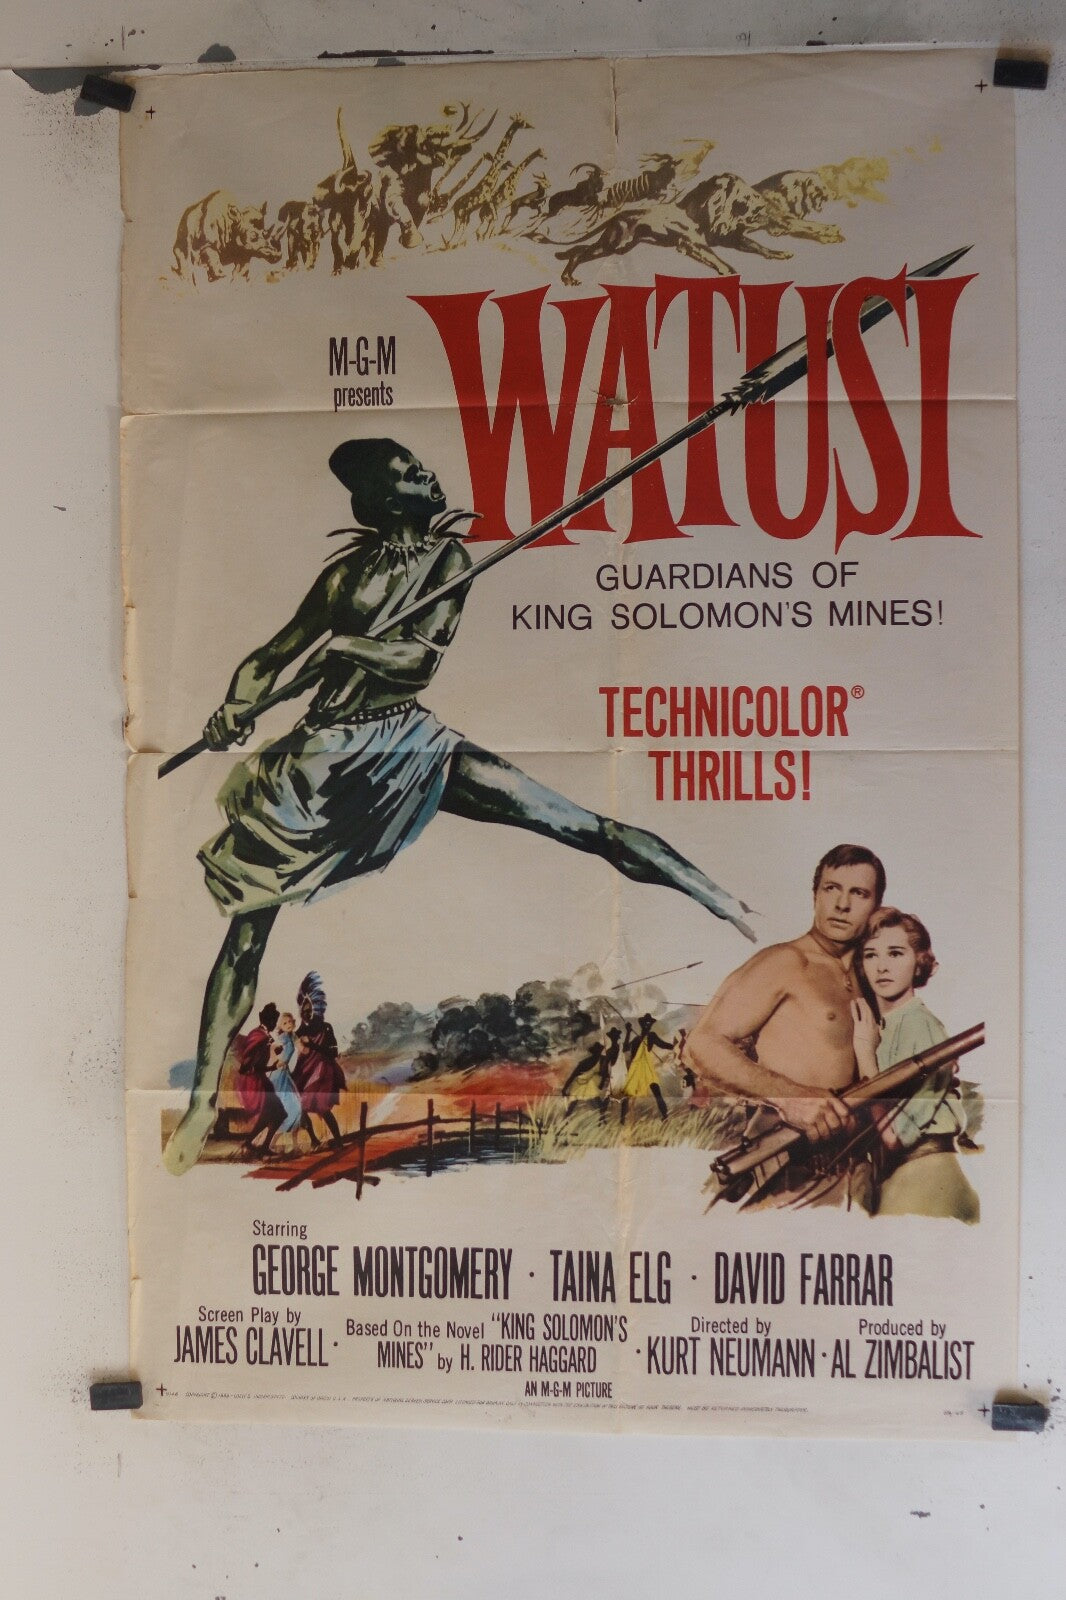 M-G-M
presents
WATUSI
GUARDIANS OF
KING SOLOMON'S MINES!
TECHNICOLOR®
THRILLS!
Starring
GEORGE MONTGOMERY · TAINA ELG · DAVID FARRAR
Screen Play by
JAMES CLAVELL ·
Based On the Novel "KING SOLOMON'S
MINES" by H. RIDER HAGGARD
· Directed by
KURT NEUMANN ·
Produced by
AL ZIMBALIST
AN M-G-M PICTURE